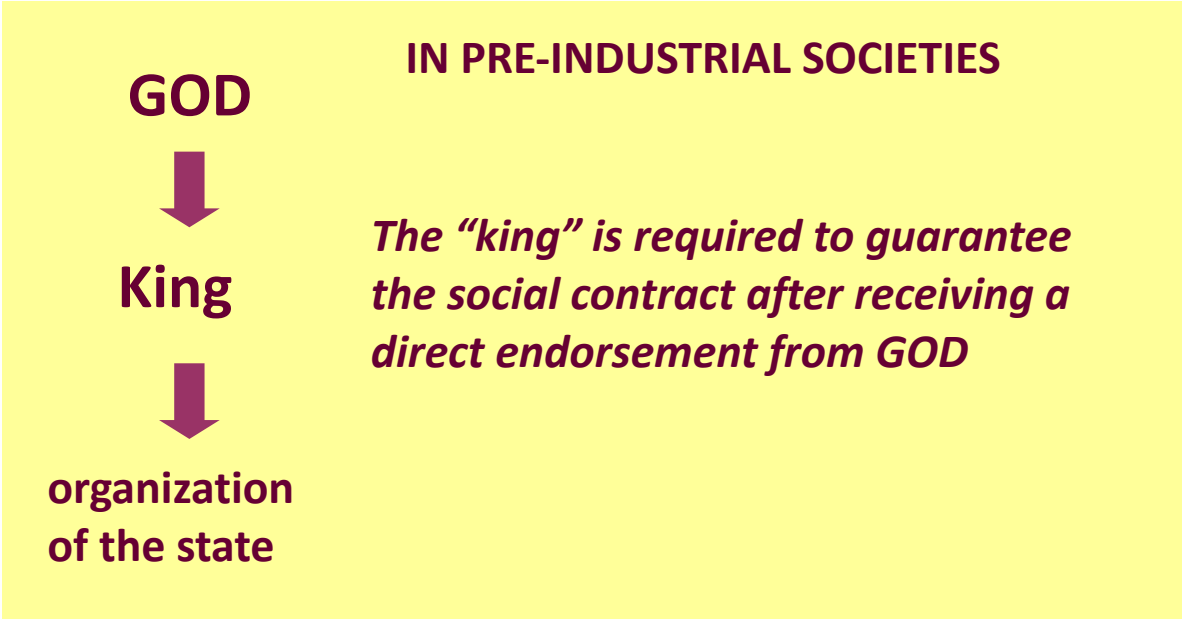 IN PRE-INDUSTRIAL SOCIETIES
GOD
King
organization
of the state
The “king” is required to guarantee
the social contract after receiving a
direct endorsement from GOD